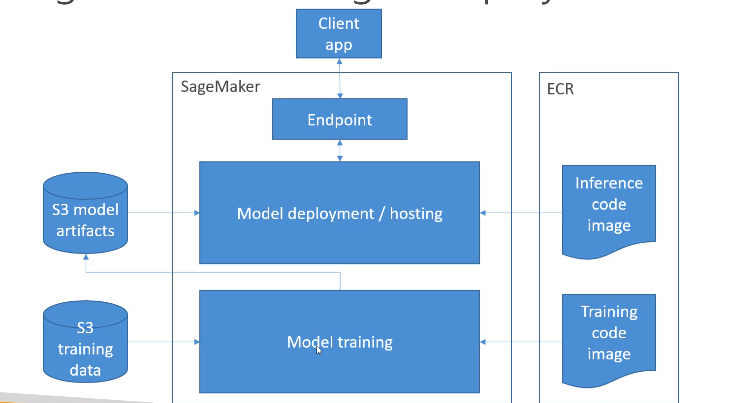 Client
app
SageMaker
ECR
Endpoint
Inference
code
image
S3 model
artifacts
Model deployment / hosting
Training
code
image
S3
training
data
Model training